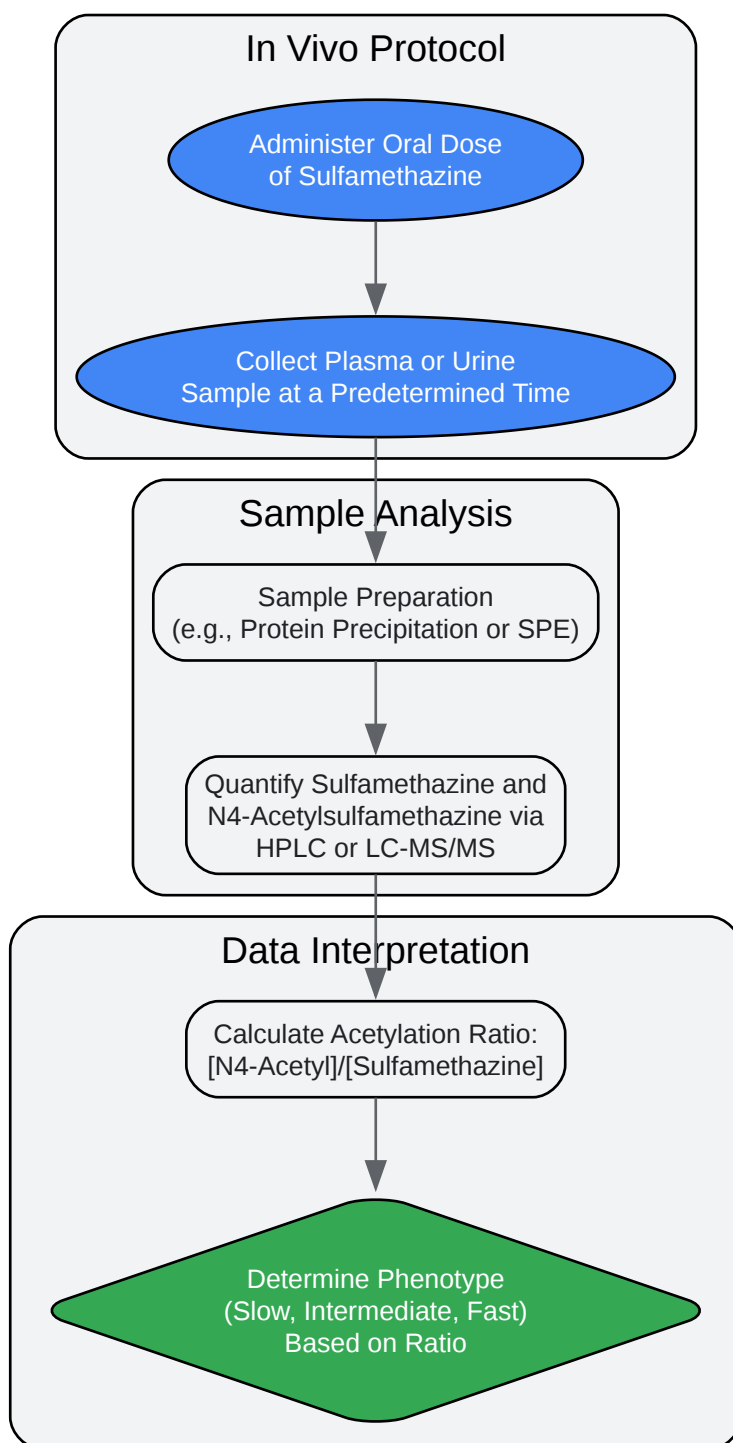 In Vivo Protocol
Administer Oral Dose
of Sulfamethazine
Collect Plasma or Urine
Sample at a Predetermined Time
Sample Analysis
Sample Preparation
(e.g., Protein Precipitation or SPE)
Quantify Sulfamethazine and
N4-Acetylsulfamethazine via
HPLC or LC-MS/MS
Data Interpretation
Calculate Acetylation Ratio:
[N4-Acetyl]/[Sulfamethazine]
Determine Phenotype
(Slow, Intermediate, Fast)
Based on Ratio